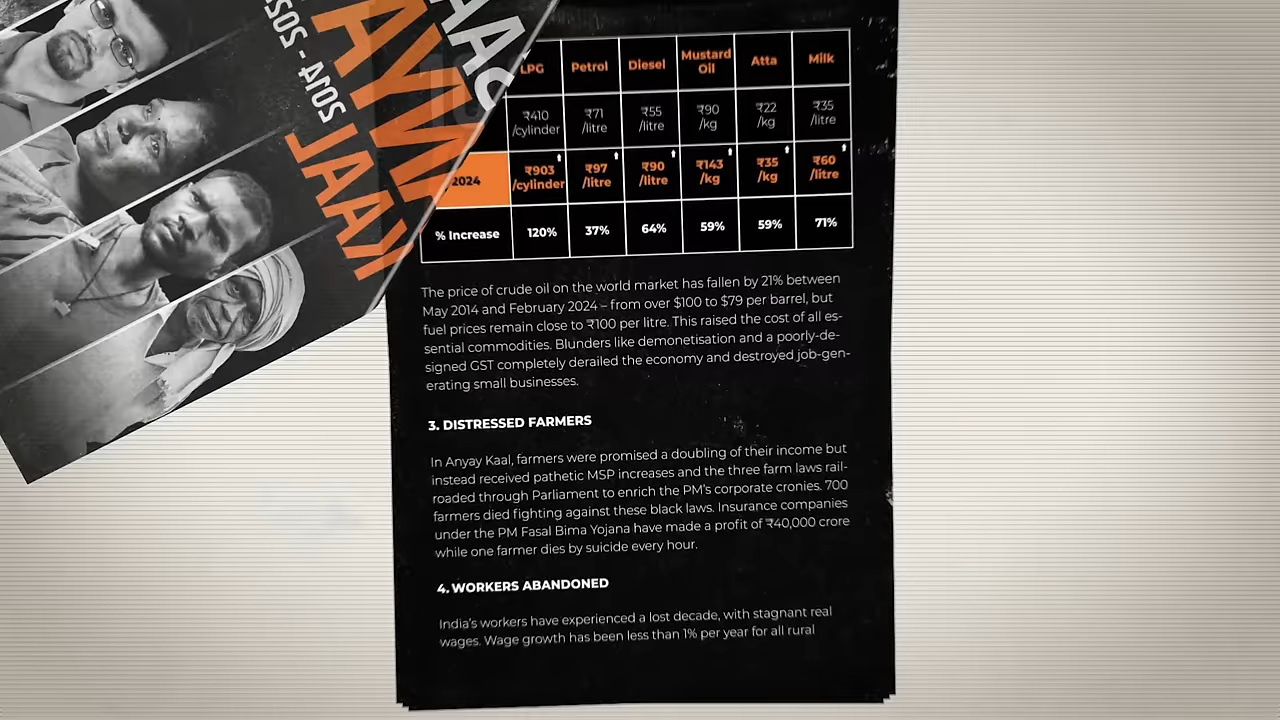 LPG Petrol Diesel Mustard Oil Atta Milk
₹410 /cylinder ₹71 /litre ₹55 /litre ₹90 /kg ₹22 /kg ₹35 /litre
2024 ₹903 /cylinder ₹97 /litre ₹90 /litre ₹143 /kg ₹35 /kg ₹60 /litre
% Increase 120% 37% 64% 59% 59% 71%
The price of crude oil on the world market has fallen by 21% between
May 2014 and February 2024 – from over $100 to $79 per barrel, but
fuel prices remain close to ₹100 per litre. This raised the cost of all es-
sential commodities. Blunders like demonetisation and a poorly-de-
signed GST completely derailed the economy and destroyed job-gen-
erating small businesses.
3. DISTRESSED FARMERS
In Anyay Kaal, farmers were promised a doubling of their income but
instead received pathetic MSP increases and the three farm laws rail-
roaded through Parliament to enrich the PM's corporate cronies. 700
farmers died fighting against these black laws. Insurance companies
under the PM Fasal Bima Yojana have made a profit of ₹40,000 crore
while one farmer dies by suicide every hour.
4. WORKERS ABANDONED
India's workers have experienced a lost decade, with stagnant real
wages. Wage growth has been less than 1% per year for all rural